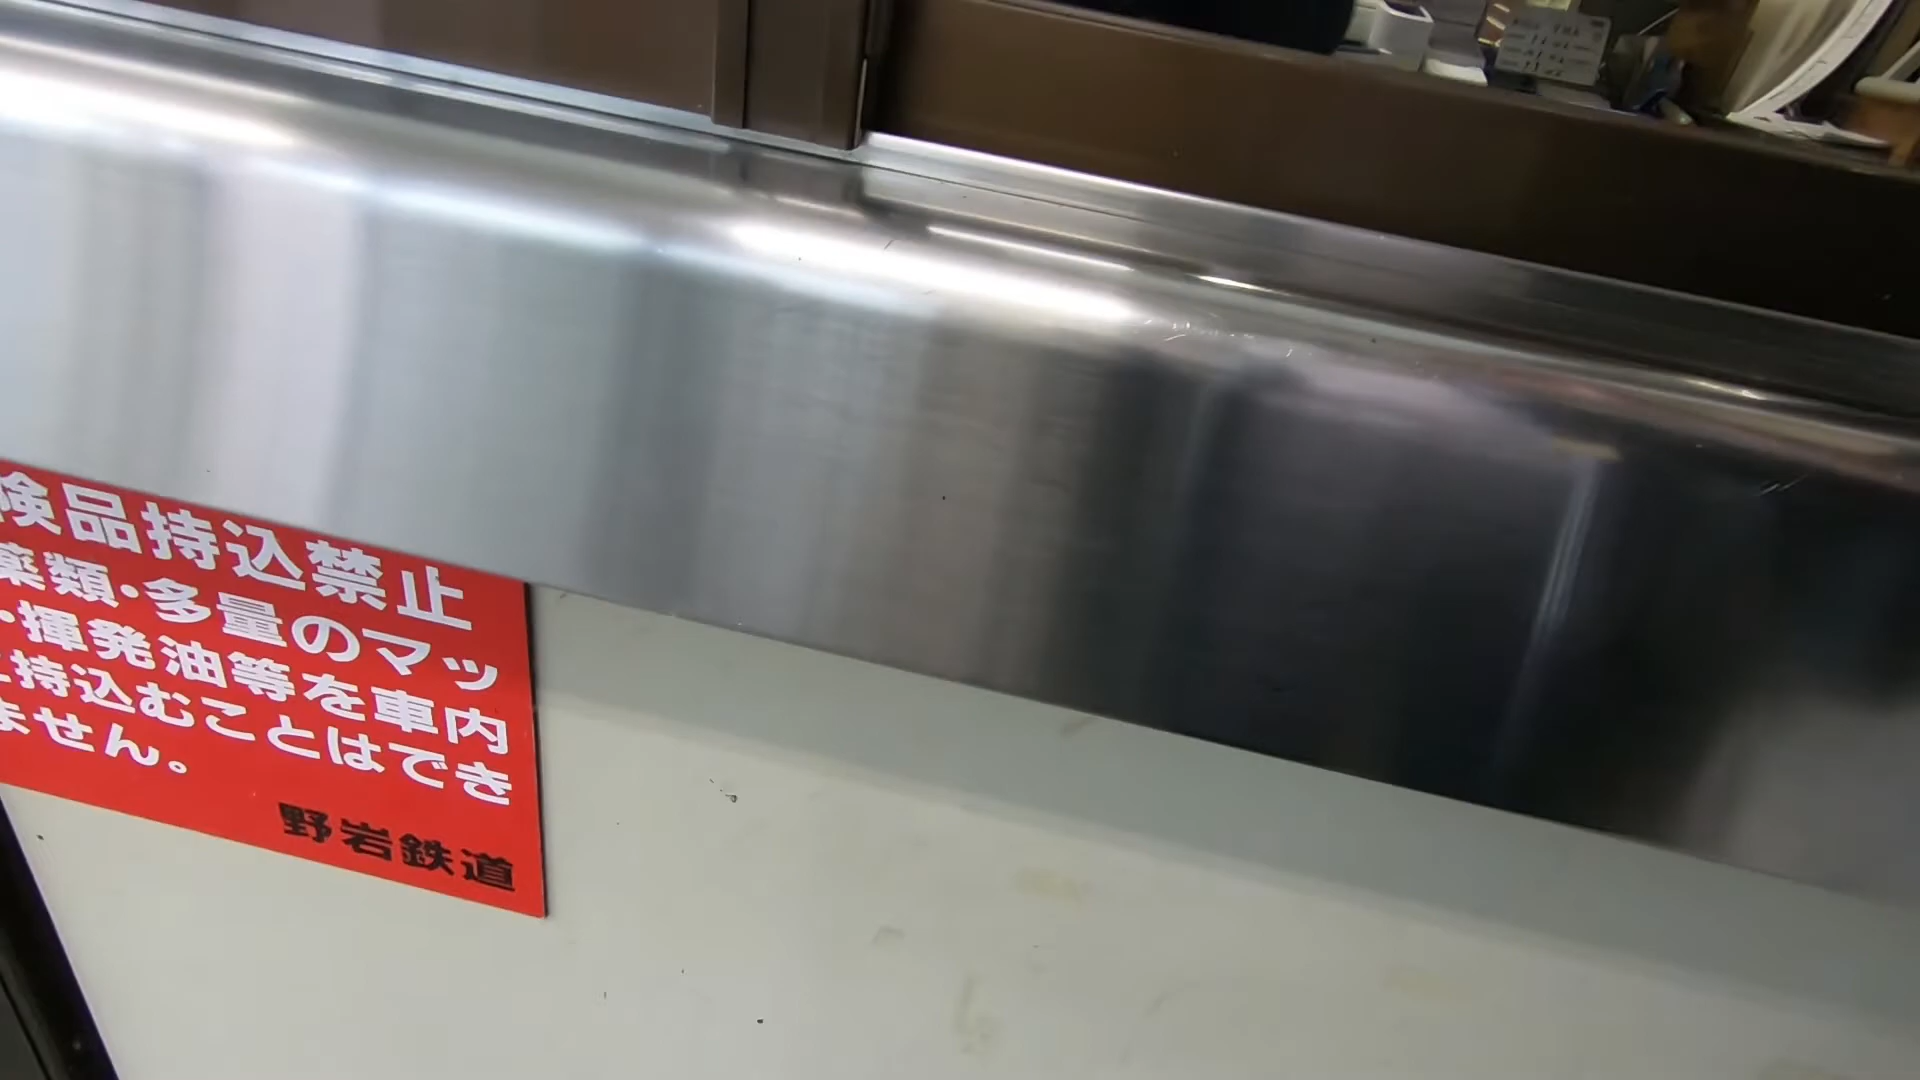 険品持込禁止
薬類・多量のマッ
・揮発油等を車内
に持込むことはでき
ません。
野岩鉄道